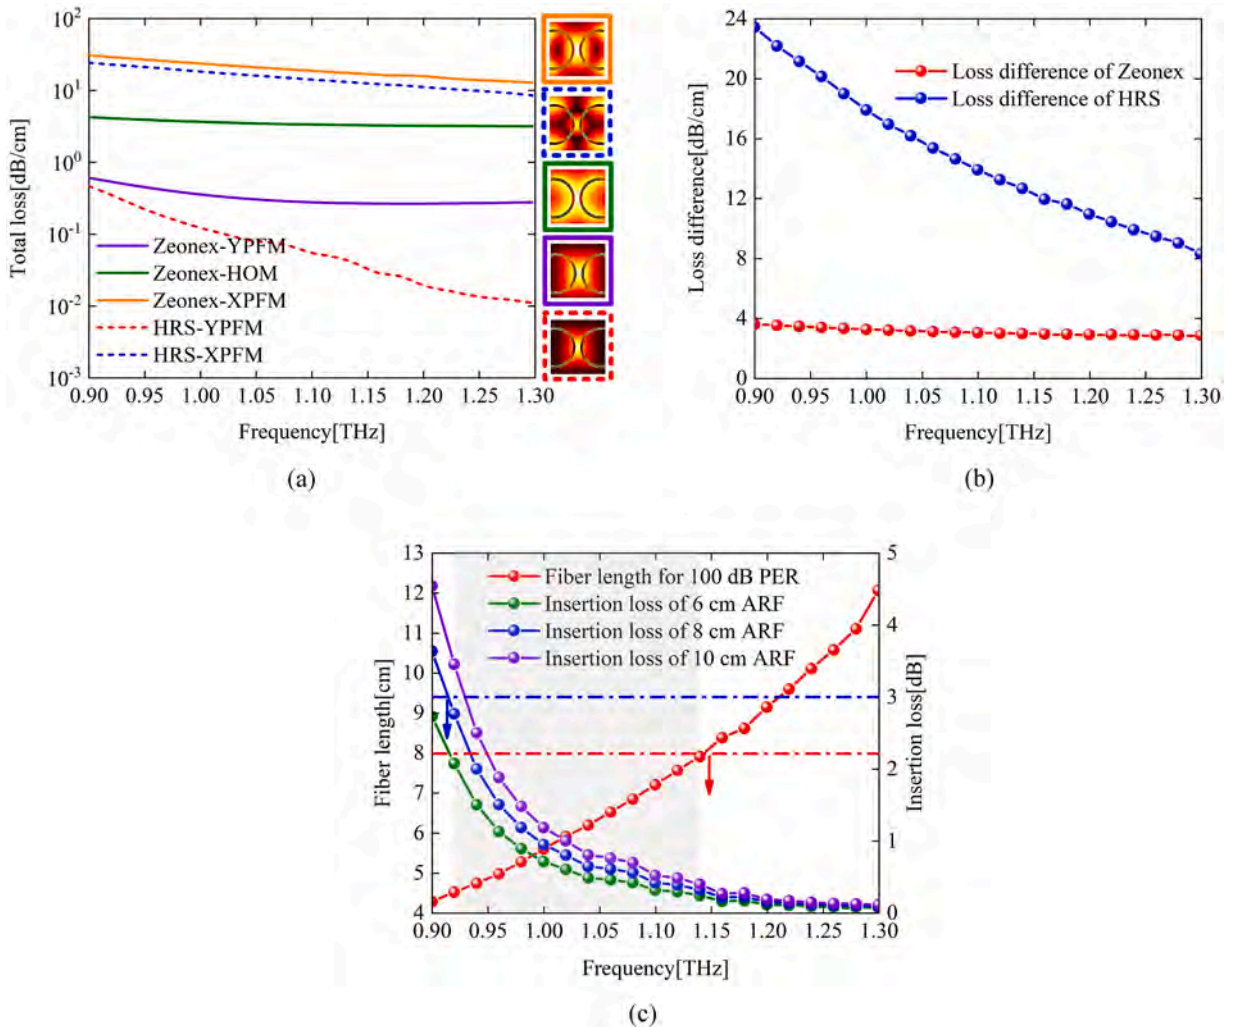 10²
10¹
10⁰
10⁻¹
10⁻²
10⁻³
Total loss[dB/cm]
Zeonex-YPFM
Zeonex-HOM
Zeonex-XPFM
HRS-YPFM
HRS-XPFM
0.90 0.95 1.00 1.05 1.10 1.15 1.20 1.25 1.30
Frequency[THz]
(a)
24
20
16
12
8
4
0
Loss difference[dB/cm]
Loss difference of Zeonex
Loss difference of HRS
0.90 0.95 1.00 1.05 1.10 1.15 1.20 1.25 1.30
Frequency[THz]
(b)
13
12
11
10
9
8
7
6
5
4
Fiber length[cm]
Fiber length for 100 dB PER
Insertion loss of 6 cm ARF
Insertion loss of 8 cm ARF
Insertion loss of 10 cm ARF
5
4
3
2
1
0
Insertion loss[dB]
0.90 0.95 1.00 1.05 1.10 1.15 1.20 1.25 1.30
Frequency[THz]
(c)